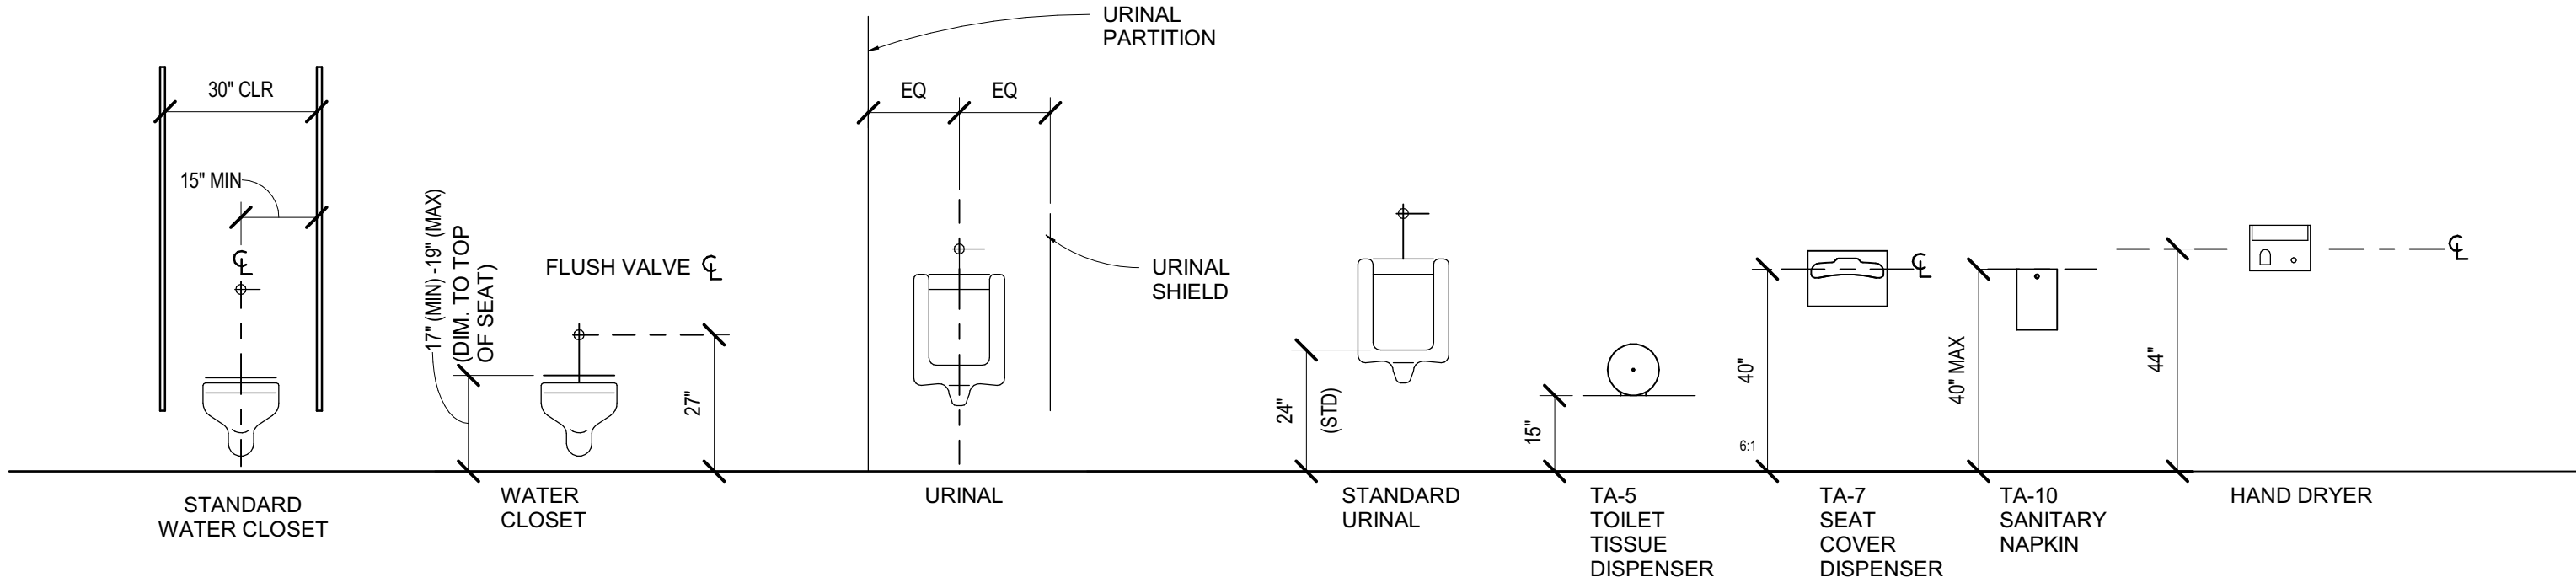 URINAL
PARTITION
30" CLR
EQ
EQ
15" MIN
17" (MIN) -19" (MAX)
(DIM. TO TOP
OF SEAT)
℄
FLUSH VALVE ℄
27"
URINAL
SHIELD
24"
(STD)
15"
40"
6:1
℄
40" MAX
44"
℄
STANDARD
WATER CLOSET
WATER
CLOSET
URINAL
STANDARD
URINAL
TA-5
TOILET
TISSUE
DISPENSER
TA-7
SEAT
COVER
DISPENSER
TA-10
SANITARY
NAPKIN
HAND DRYER